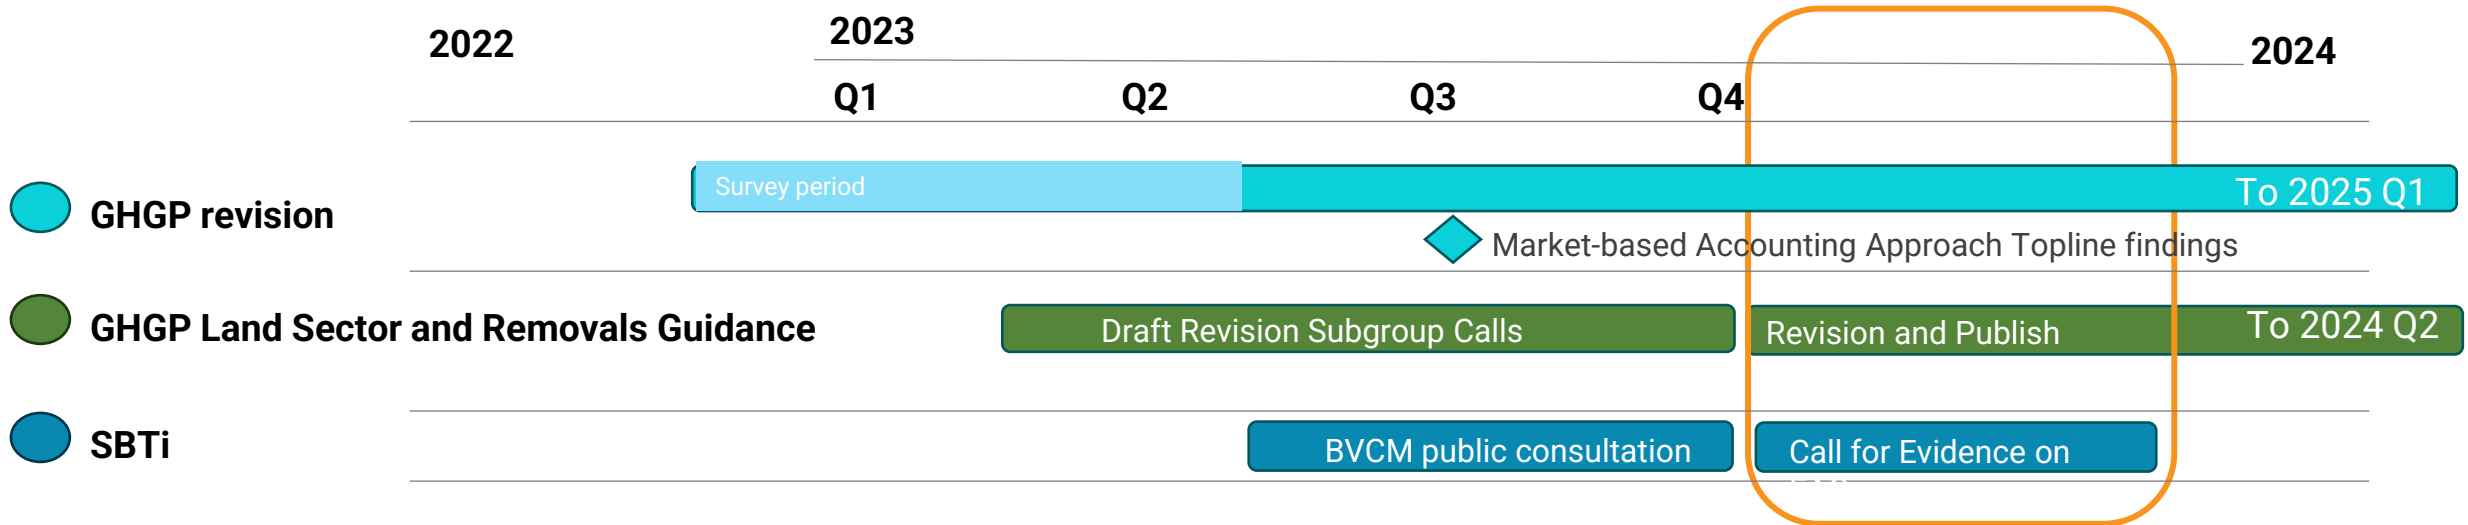 2022
2023
2024
Q1
Q2
Q3
Q4
GHGP revision
Survey period
To 2025 Q1
Market-based Accounting Approach Topline findings
GHGP Land Sector and Removals Guidance
Draft Revision Subgroup Calls
Revision and Publish
To 2024 Q2
SBTi
BVCM public consultation
Call for Evidence on